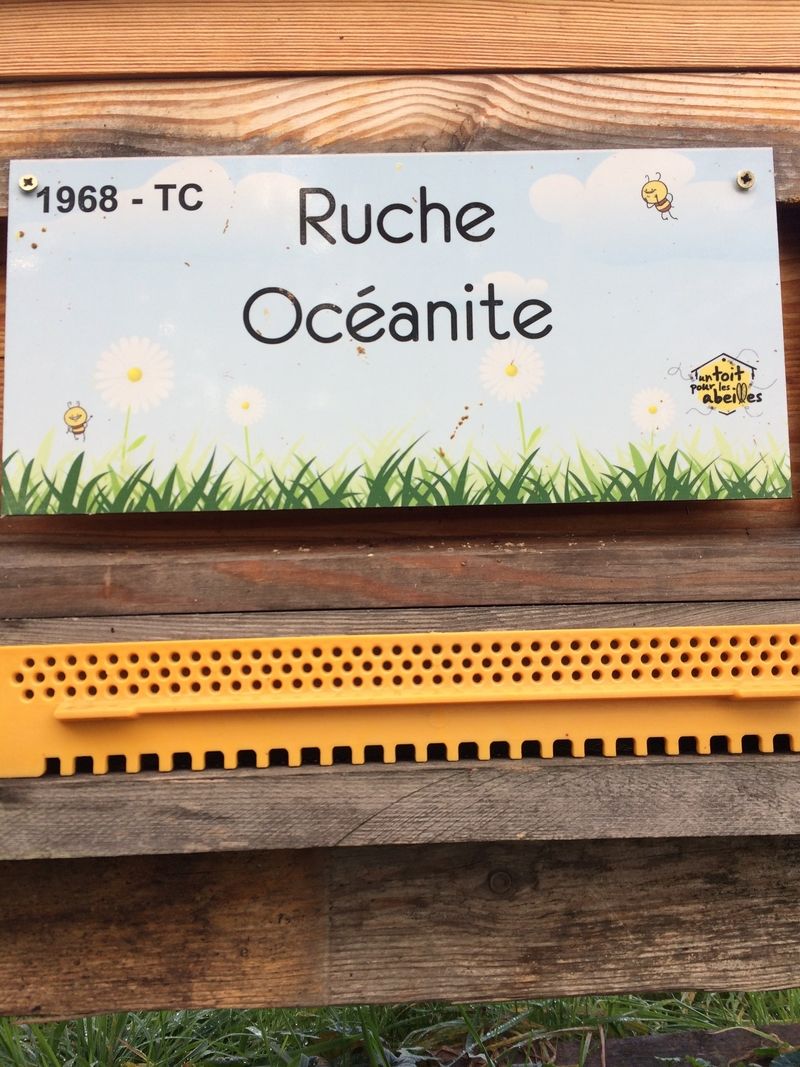 1968 - TC
Ruche
Océanite
un toit
pour les
abeilles